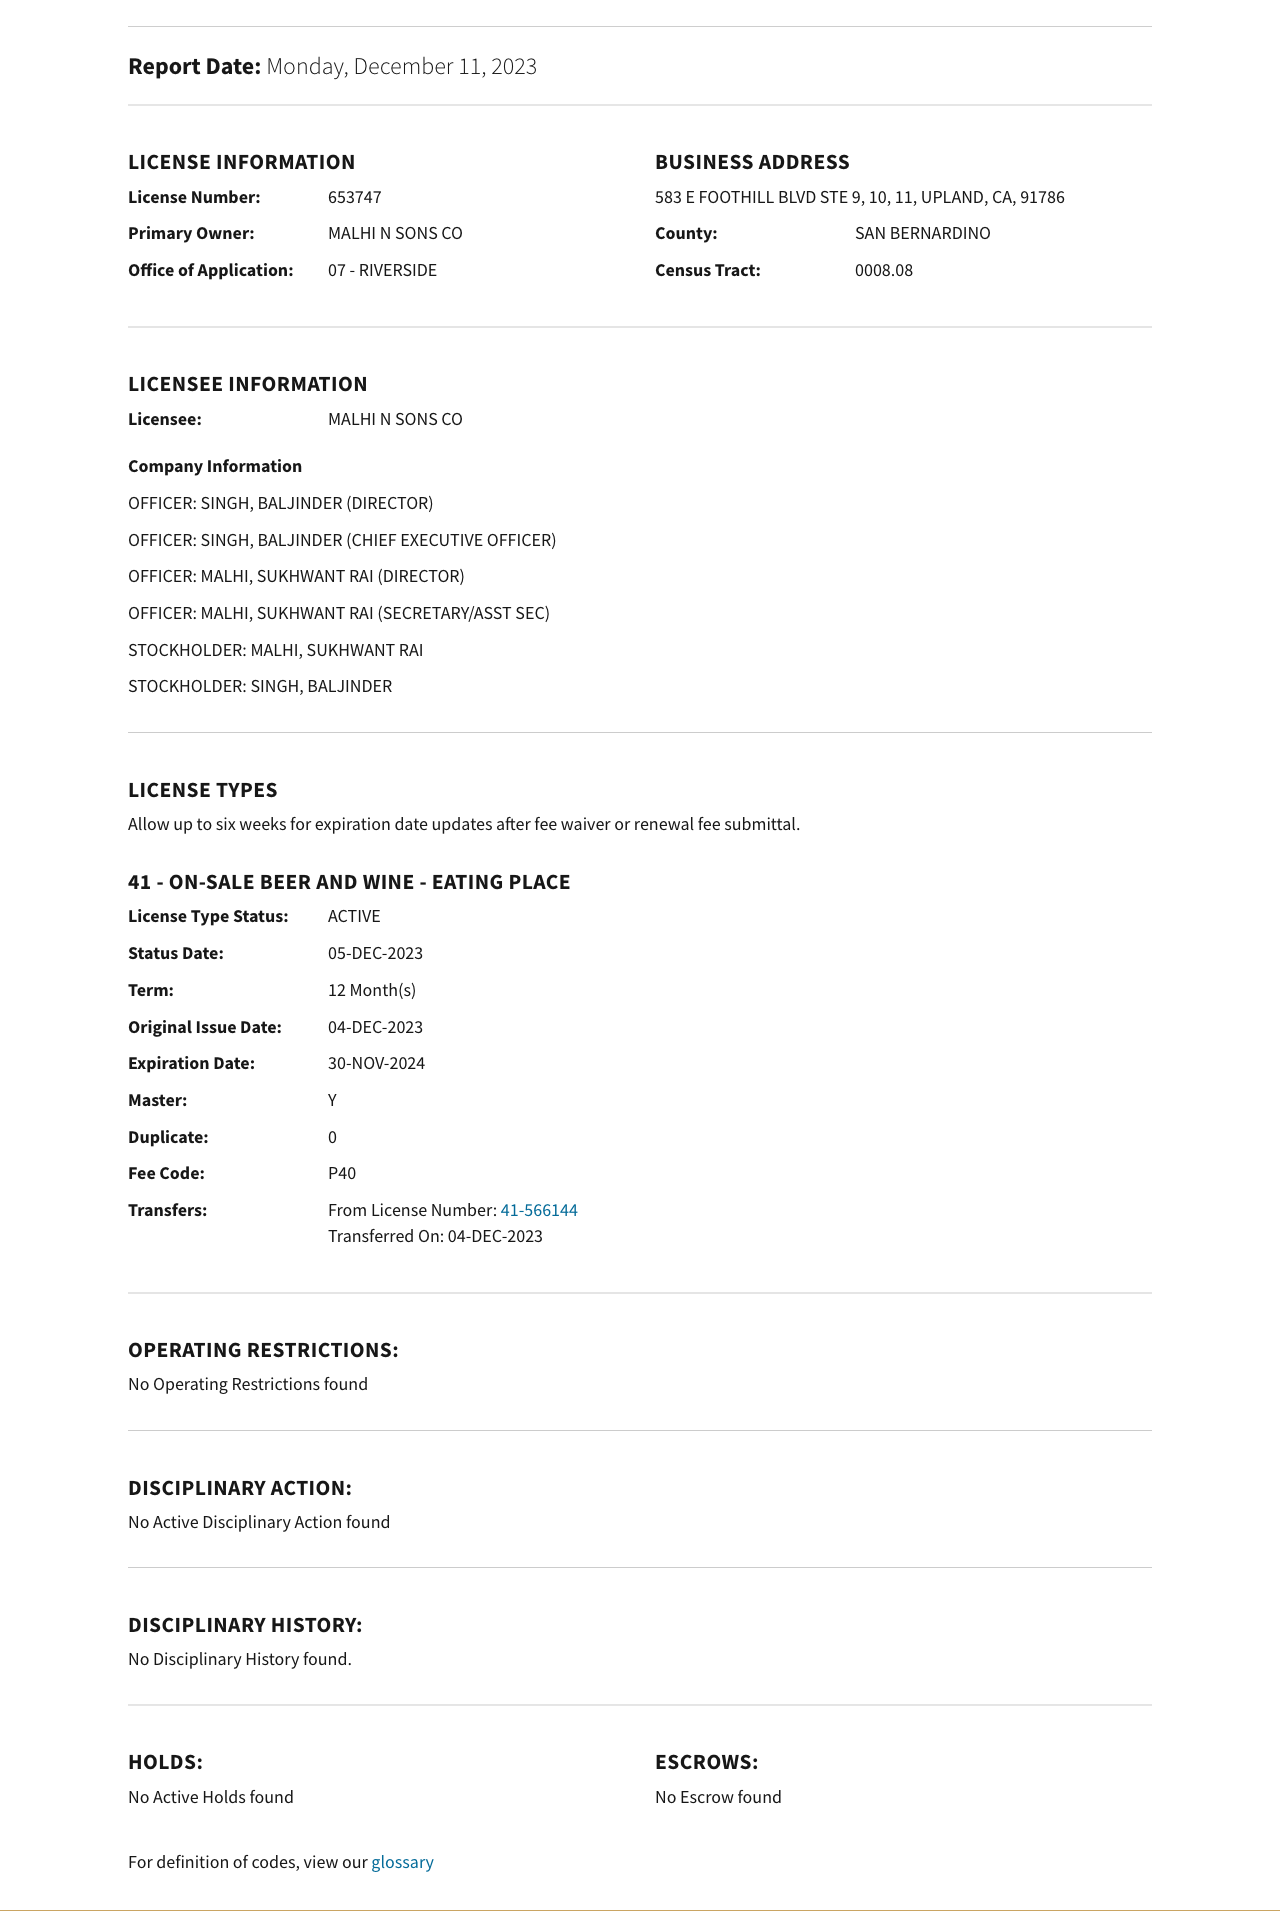 Report Date: Monday, December 11, 2023
LICENSE INFORMATION
License Number: 653747
Primary Owner: MALHI N SONS CO
Office of Application: 07 - RIVERSIDE
BUSINESS ADDRESS
583 E FOOTHILL BLVD STE 9, 10, 11, UPLAND, CA, 91786
County: SAN BERNARDINO
Census Tract: 0008.08
LICENSEE INFORMATION
Licensee: MALHI N SONS CO
Company Information
OFFICER: SINGH, BALJINDER (DIRECTOR)
OFFICER: SINGH, BALJINDER (CHIEF EXECUTIVE OFFICER)
OFFICER: MALHI, SUKHWANT RAI (DIRECTOR)
OFFICER: MALHI, SUKHWANT RAI (SECRETARY/ASST SEC)
STOCKHOLDER: MALHI, SUKHWANT RAI
STOCKHOLDER: SINGH, BALJINDER
LICENSE TYPES
Allow up to six weeks for expiration date updates after fee waiver or renewal fee submittal.
41 - ON-SALE BEER AND WINE - EATING PLACE
License Type Status: ACTIVE
Status Date: 05-DEC-2023
Term: 12 Month(s)
Original Issue Date: 04-DEC-2023
Expiration Date: 30-NOV-2024
Master: Y
Duplicate: 0
Fee Code: P40
Transfers: From License Number: 41-566144
Transferred On: 04-DEC-2023
OPERATING RESTRICTIONS:
No Operating Restrictions found
DISCIPLINARY ACTION:
No Active Disciplinary Action found
DISCIPLINARY HISTORY:
No Disciplinary History found.
HOLDS:
No Active Holds found
ESCROWS:
No Escrow found
For definition of codes, view our glossary